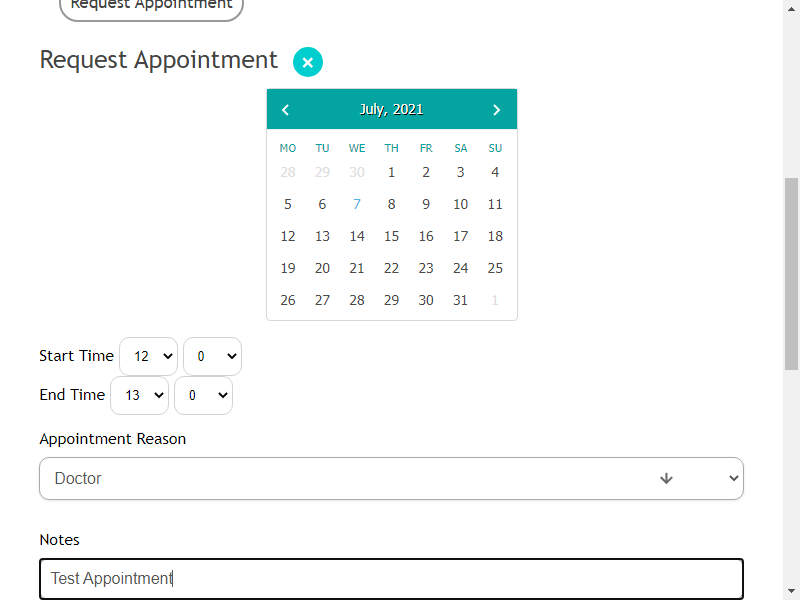 Request Appointment
Request Appointment
July, 2021
MO TU WE TH FR SA SU
28 29 30 1 2 3 4
5 6 7 8 9 10 11
12 13 14 15 16 17 18
19 20 21 22 23 24 25
26 27 28 29 30 31 1
Start Time 12 0
End Time 13 0
Appointment Reason
Doctor
Notes
Test Appointment